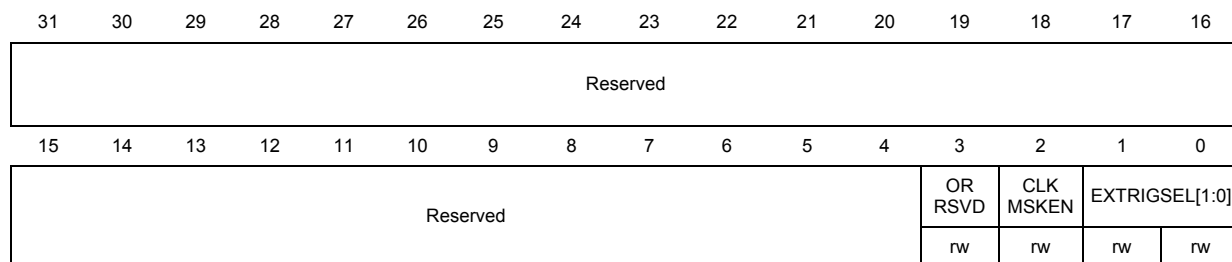 31 30 29 28 27 26 25 24 23 22 21 20 19 18 17 16
Reserved
15 14 13 12 11 10 9 8 7 6 5 4 3 2 1 0
Reserved
OR RSVD
CLK MSKEN
EXTRIGSEL[1:0]
rw rw rw rw